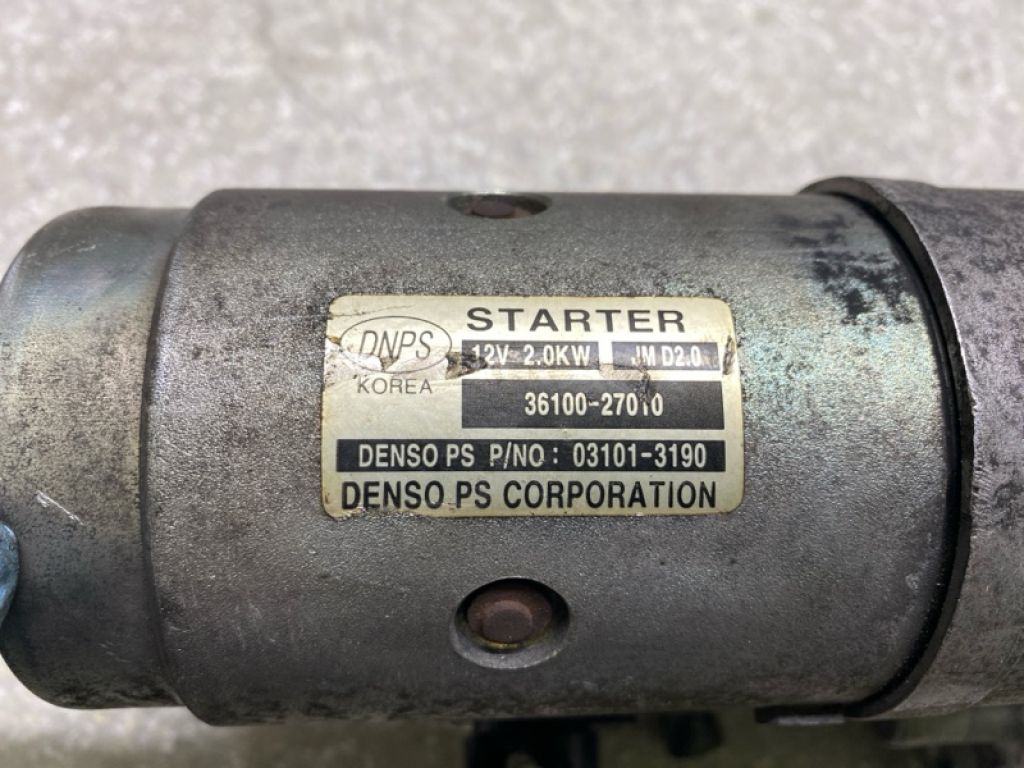 STARTER
DNPS
12V 2.0KW JM D2.0
KOREA
36100-27010
DENSO PS P/NO: 03101-3190
DENSO PS CORPORATION